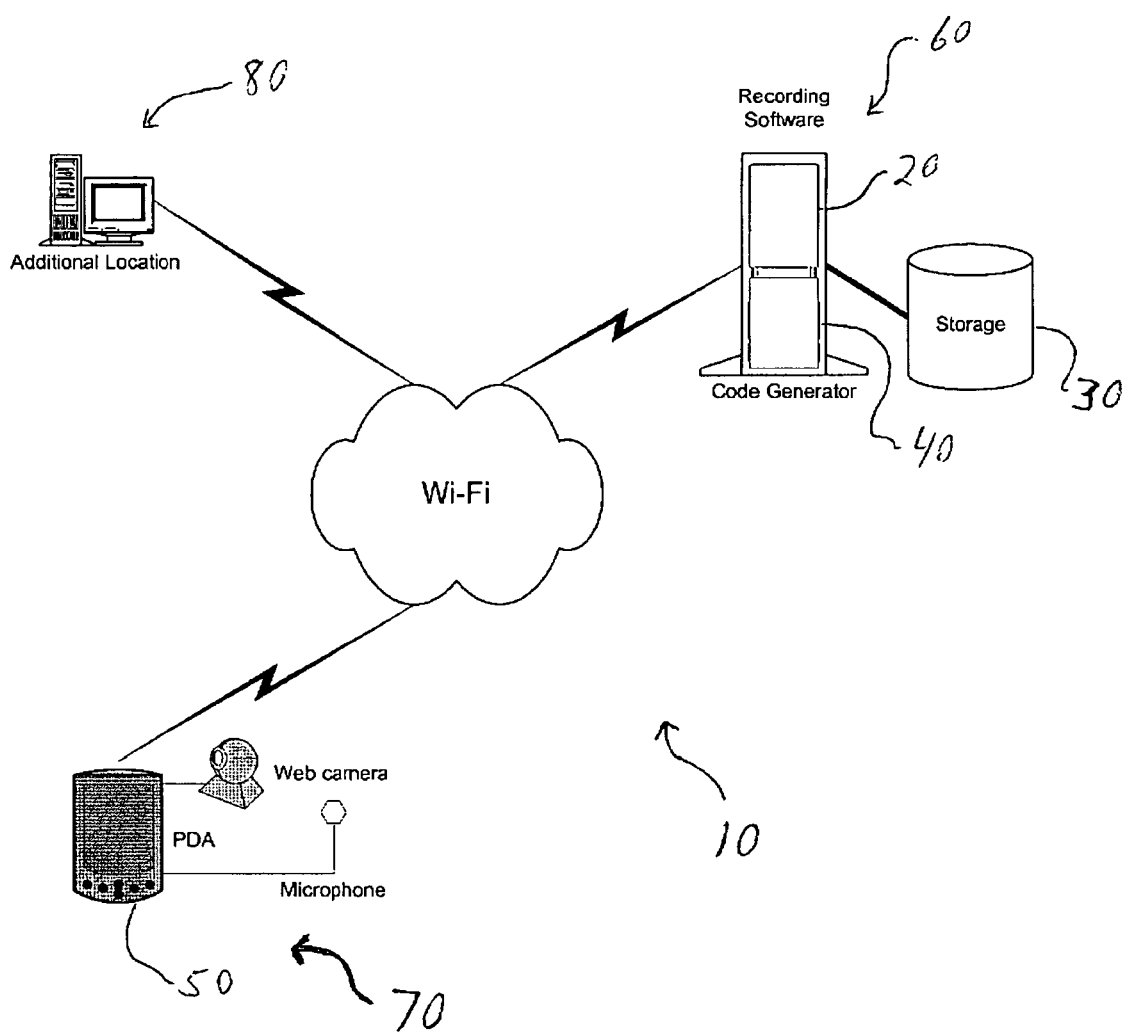 60
80
Recording
Software
20
Additional Location
Storage
30
Code Generator
40
Wi-Fi
Web camera
PDA
10
Microphone
50
70